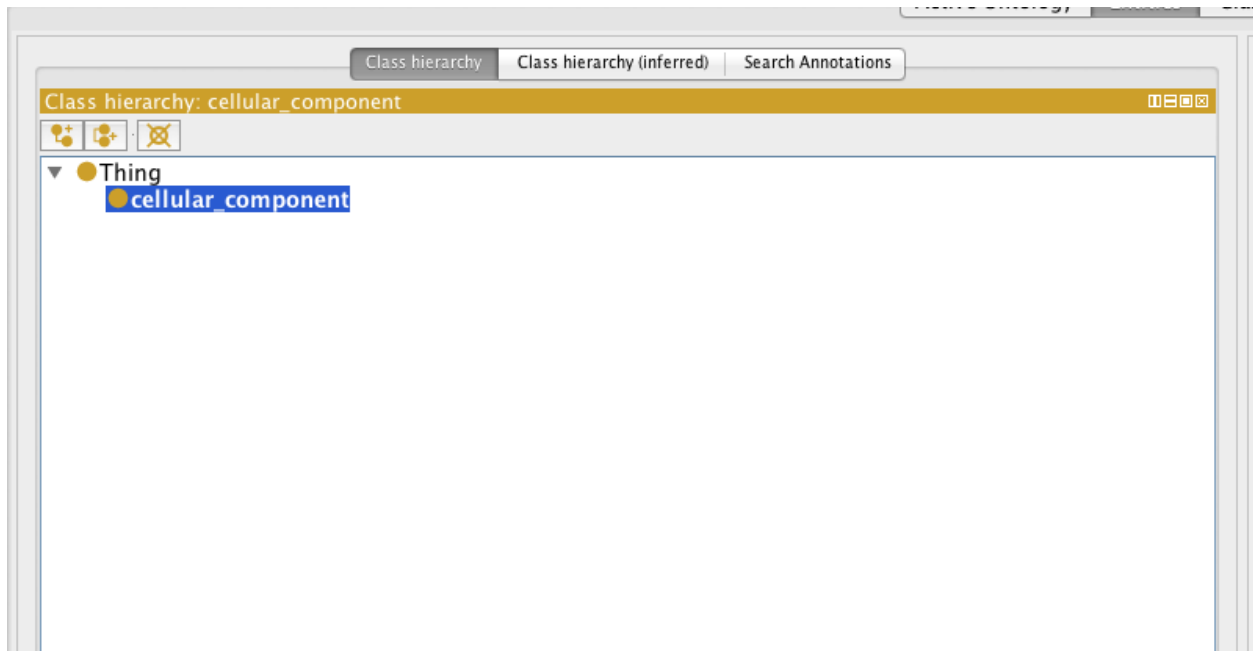 Class hierarchy Class hierarchy (inferred) Search Annotations
Class hierarchy: cellular_component
Thing
cellular_component